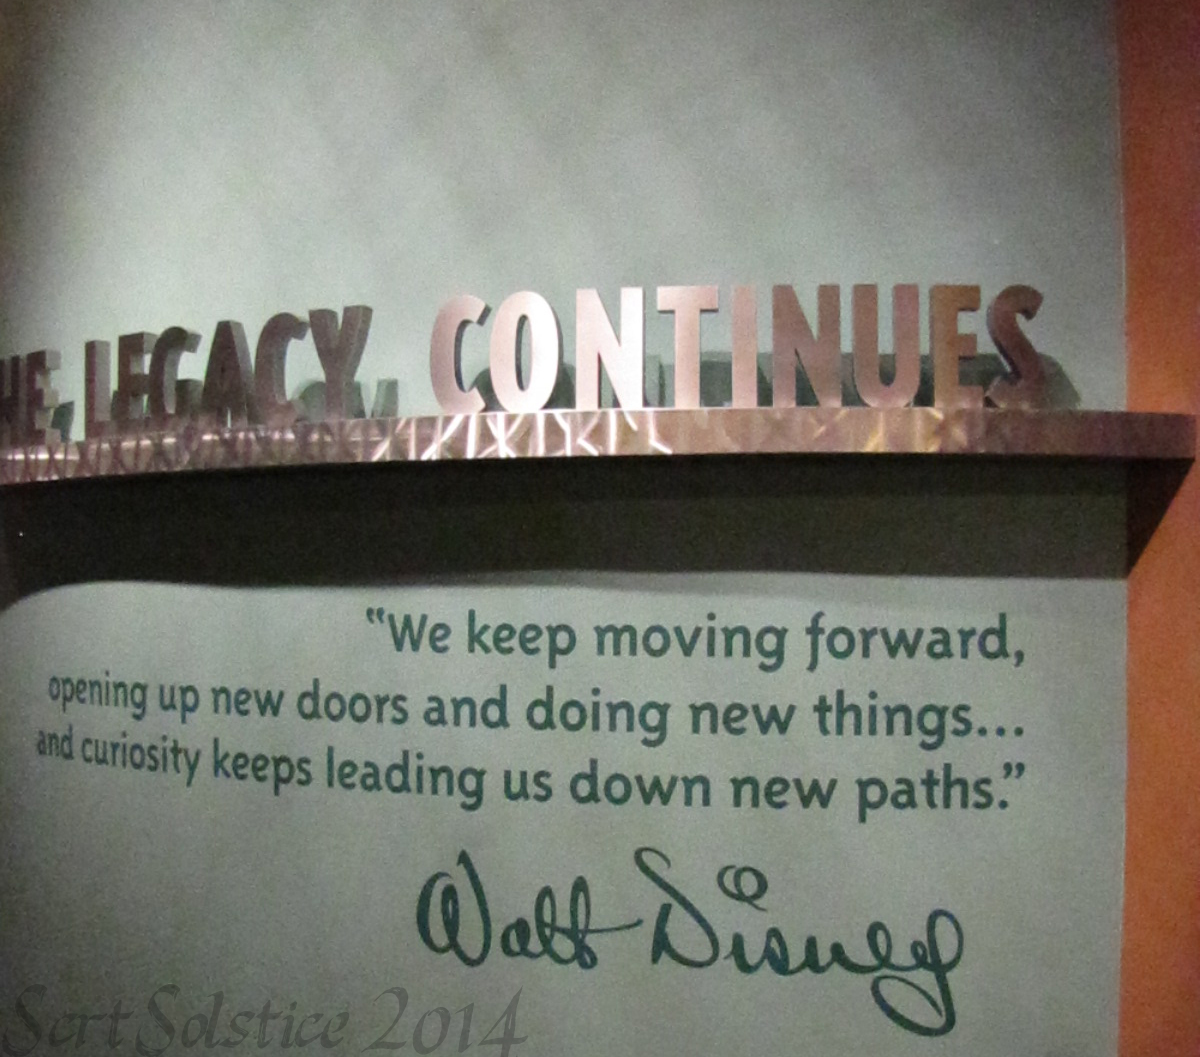 HE LEGACY CONTINUES
“We keep moving forward,
opening up new doors and doing new things...
and curiosity keeps leading us down new paths.”
Walt Disney
Sert Solstice 2014